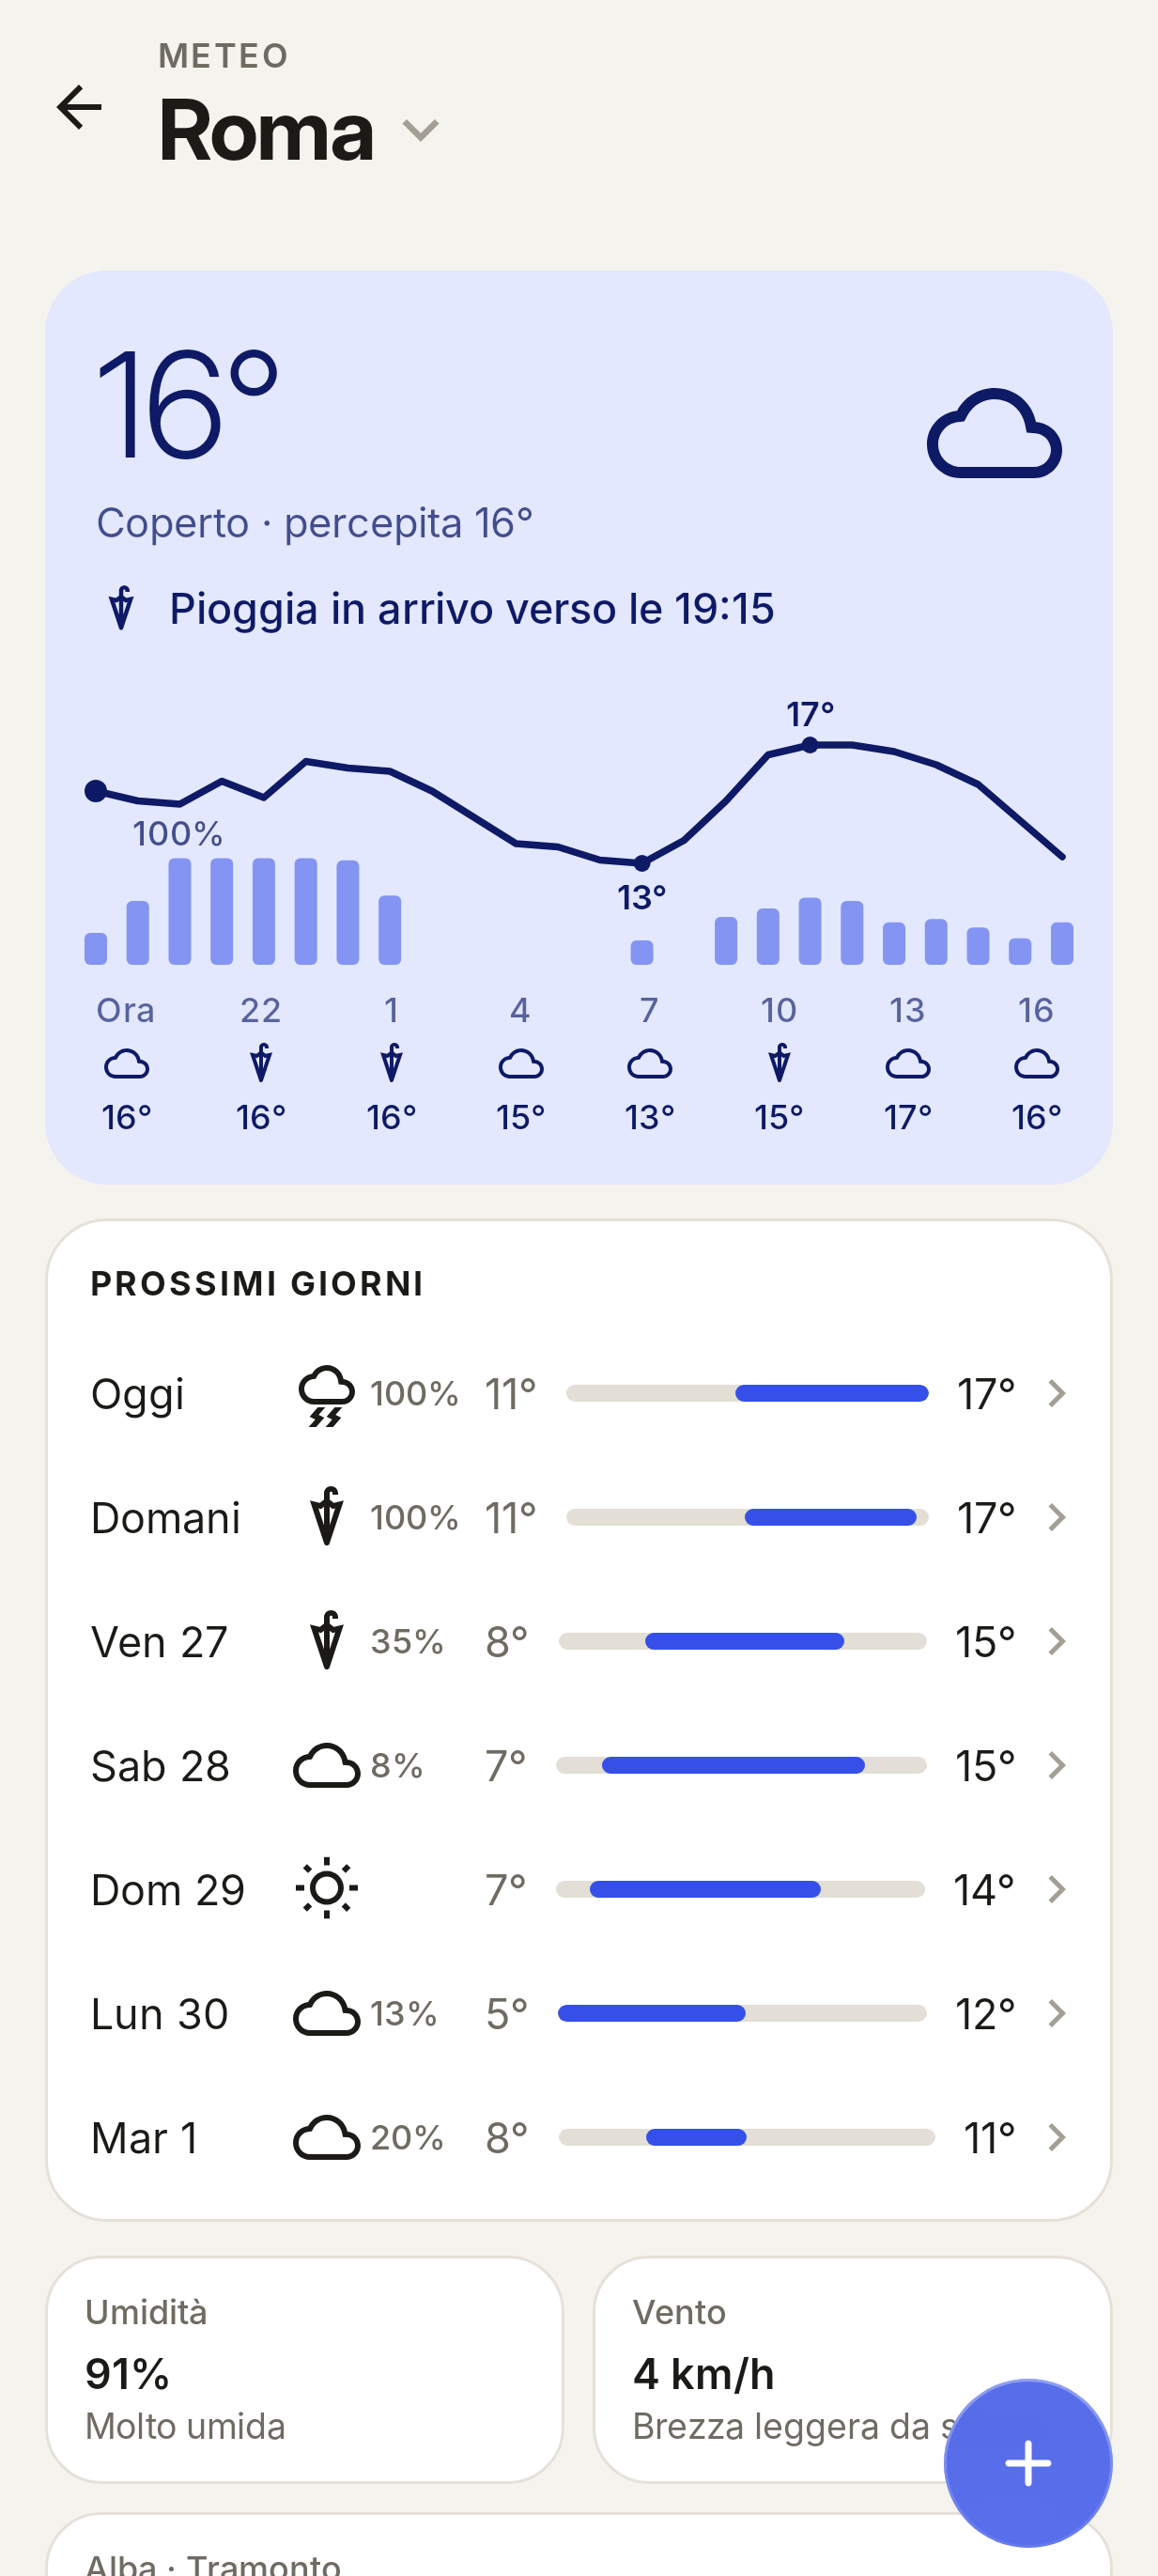 METEO
Roma
16°
Coperto · percepita 16°
Pioggia in arrivo verso le 19:15
17°
100%
13°
Ora 22 1 4 7 10 13 16
16° 16° 16° 15° 13° 15° 17° 16°
PROSSIMI GIORNI
Oggi 100% 11° 17°
Domani 100% 11° 17°
Ven 27 35% 8° 15°
Sab 28 8% 7° 15°
Dom 29 7° 14°
Lun 30 13% 5° 12°
Mar 1 20% 8° 11°
Umidità
91%
Molto umida
Vento
4 km/h
Brezza leggera da
Alba · Tramonto